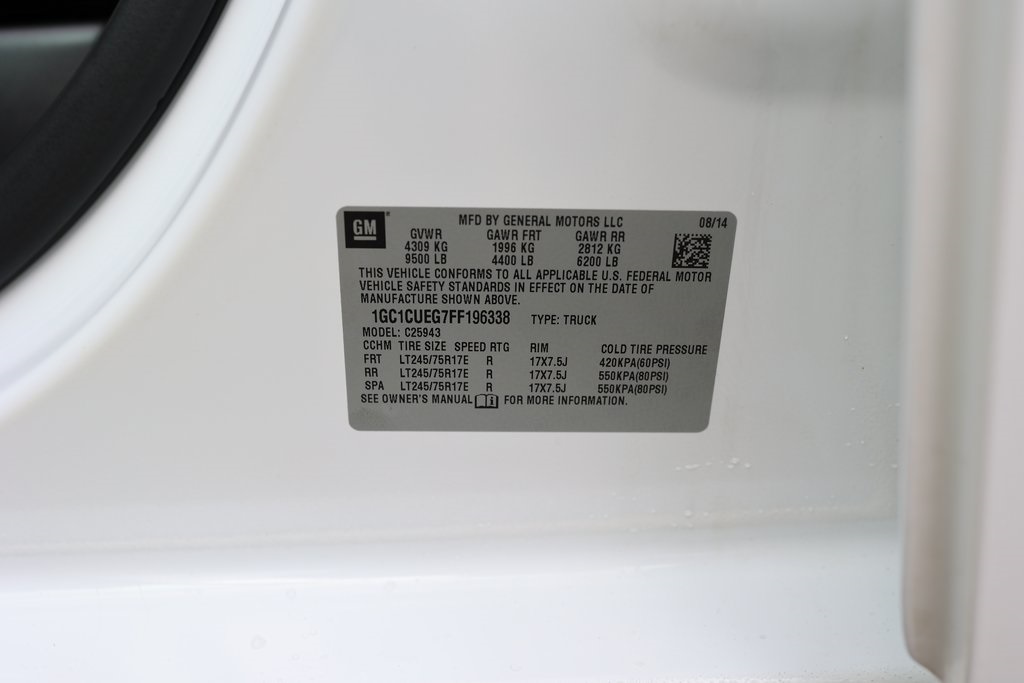 GM
MFD BY GENERAL MOTORS LLC 08/14
GVWR GAWR FRT GAWR RR
4309 KG 1996 KG 2812 KG
9500 LB 4400 LB 6200 LB
THIS VEHICLE CONFORMS TO ALL APPLICABLE U.S. FEDERAL MOTOR
VEHICLE SAFETY STANDARDS IN EFFECT ON THE DATE OF
MANUFACTURE SHOWN ABOVE.
1GC1CUEG7FF196338 TYPE: TRUCK
MODEL: C25943
CCHM TIRE SIZE SPEED RTG RIM COLD TIRE PRESSURE
FRT LT245/75R17E R 17X7.5J 420KPA(60PSI)
RR LT245/75R17E R 17X7.5J 550KPA(80PSI)
SPA LT245/75R17E R 17X7.5J 550KPA(80PSI)
SEE OWNER'S MANUAL FOR MORE INFORMATION.